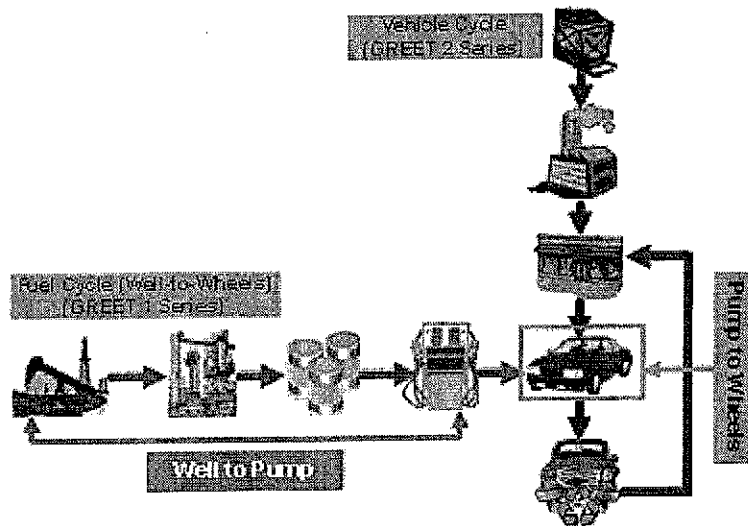 Vehicle Cycle
(GREET 2 Series)
Fuel Cycle (Well-to-Wheels)
(GREET 1 Series)
Well to Pump
Pump to Wheels